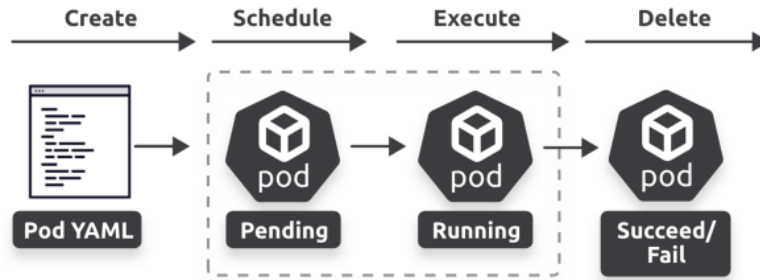 Create
Schedule
Execute
Delete
pod
pod
pod
Pod YAML
Pending
Running
Succeed/
Fail